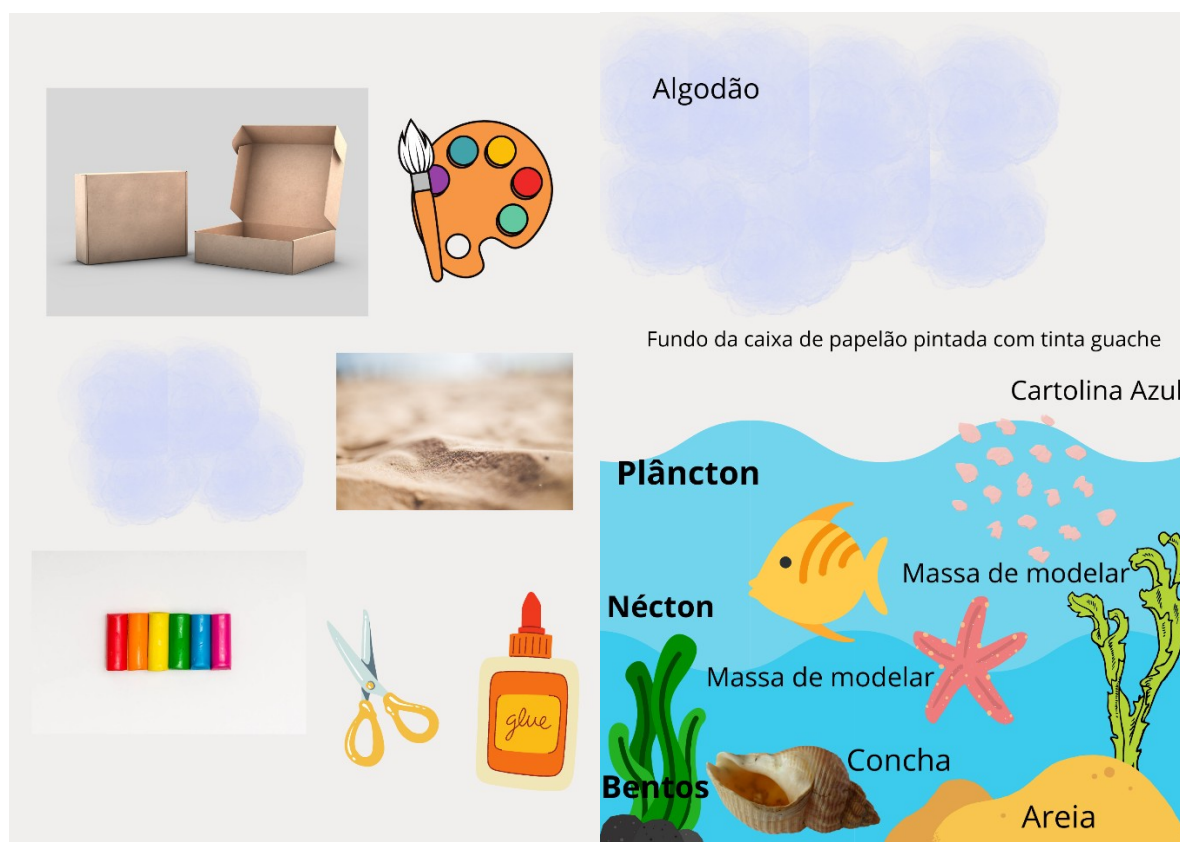 glue
Algodão
Fundo da caixa de papelão pintada com tinta guache
Cartolina Azul
Plâncton
Massa de modelar
Nécton
Massa de modelar
Concha
Bentos
Areia